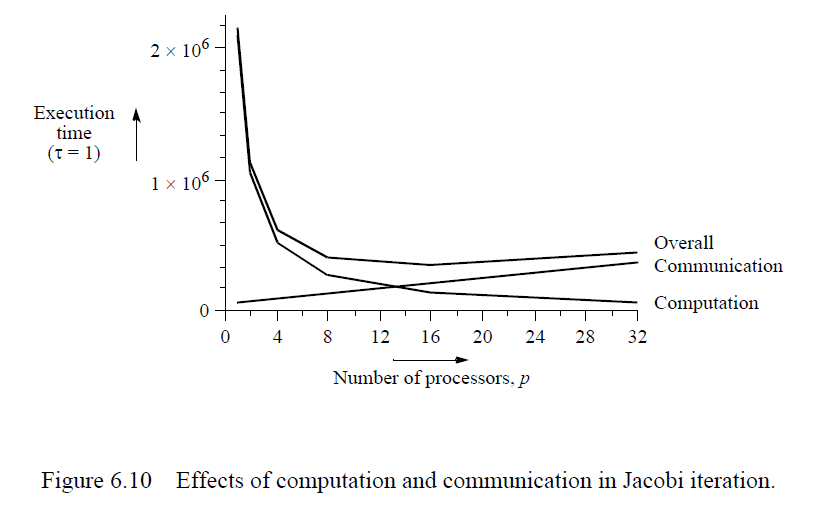 2 × 10⁶
Execution
time
(τ = 1)
1 × 10⁶
Overall
Communication
Computation
0
0 4 8 12 16 20 24 28 32
Number of processors, p
Figure 6.10 Effects of computation and communication in Jacobi iteration.